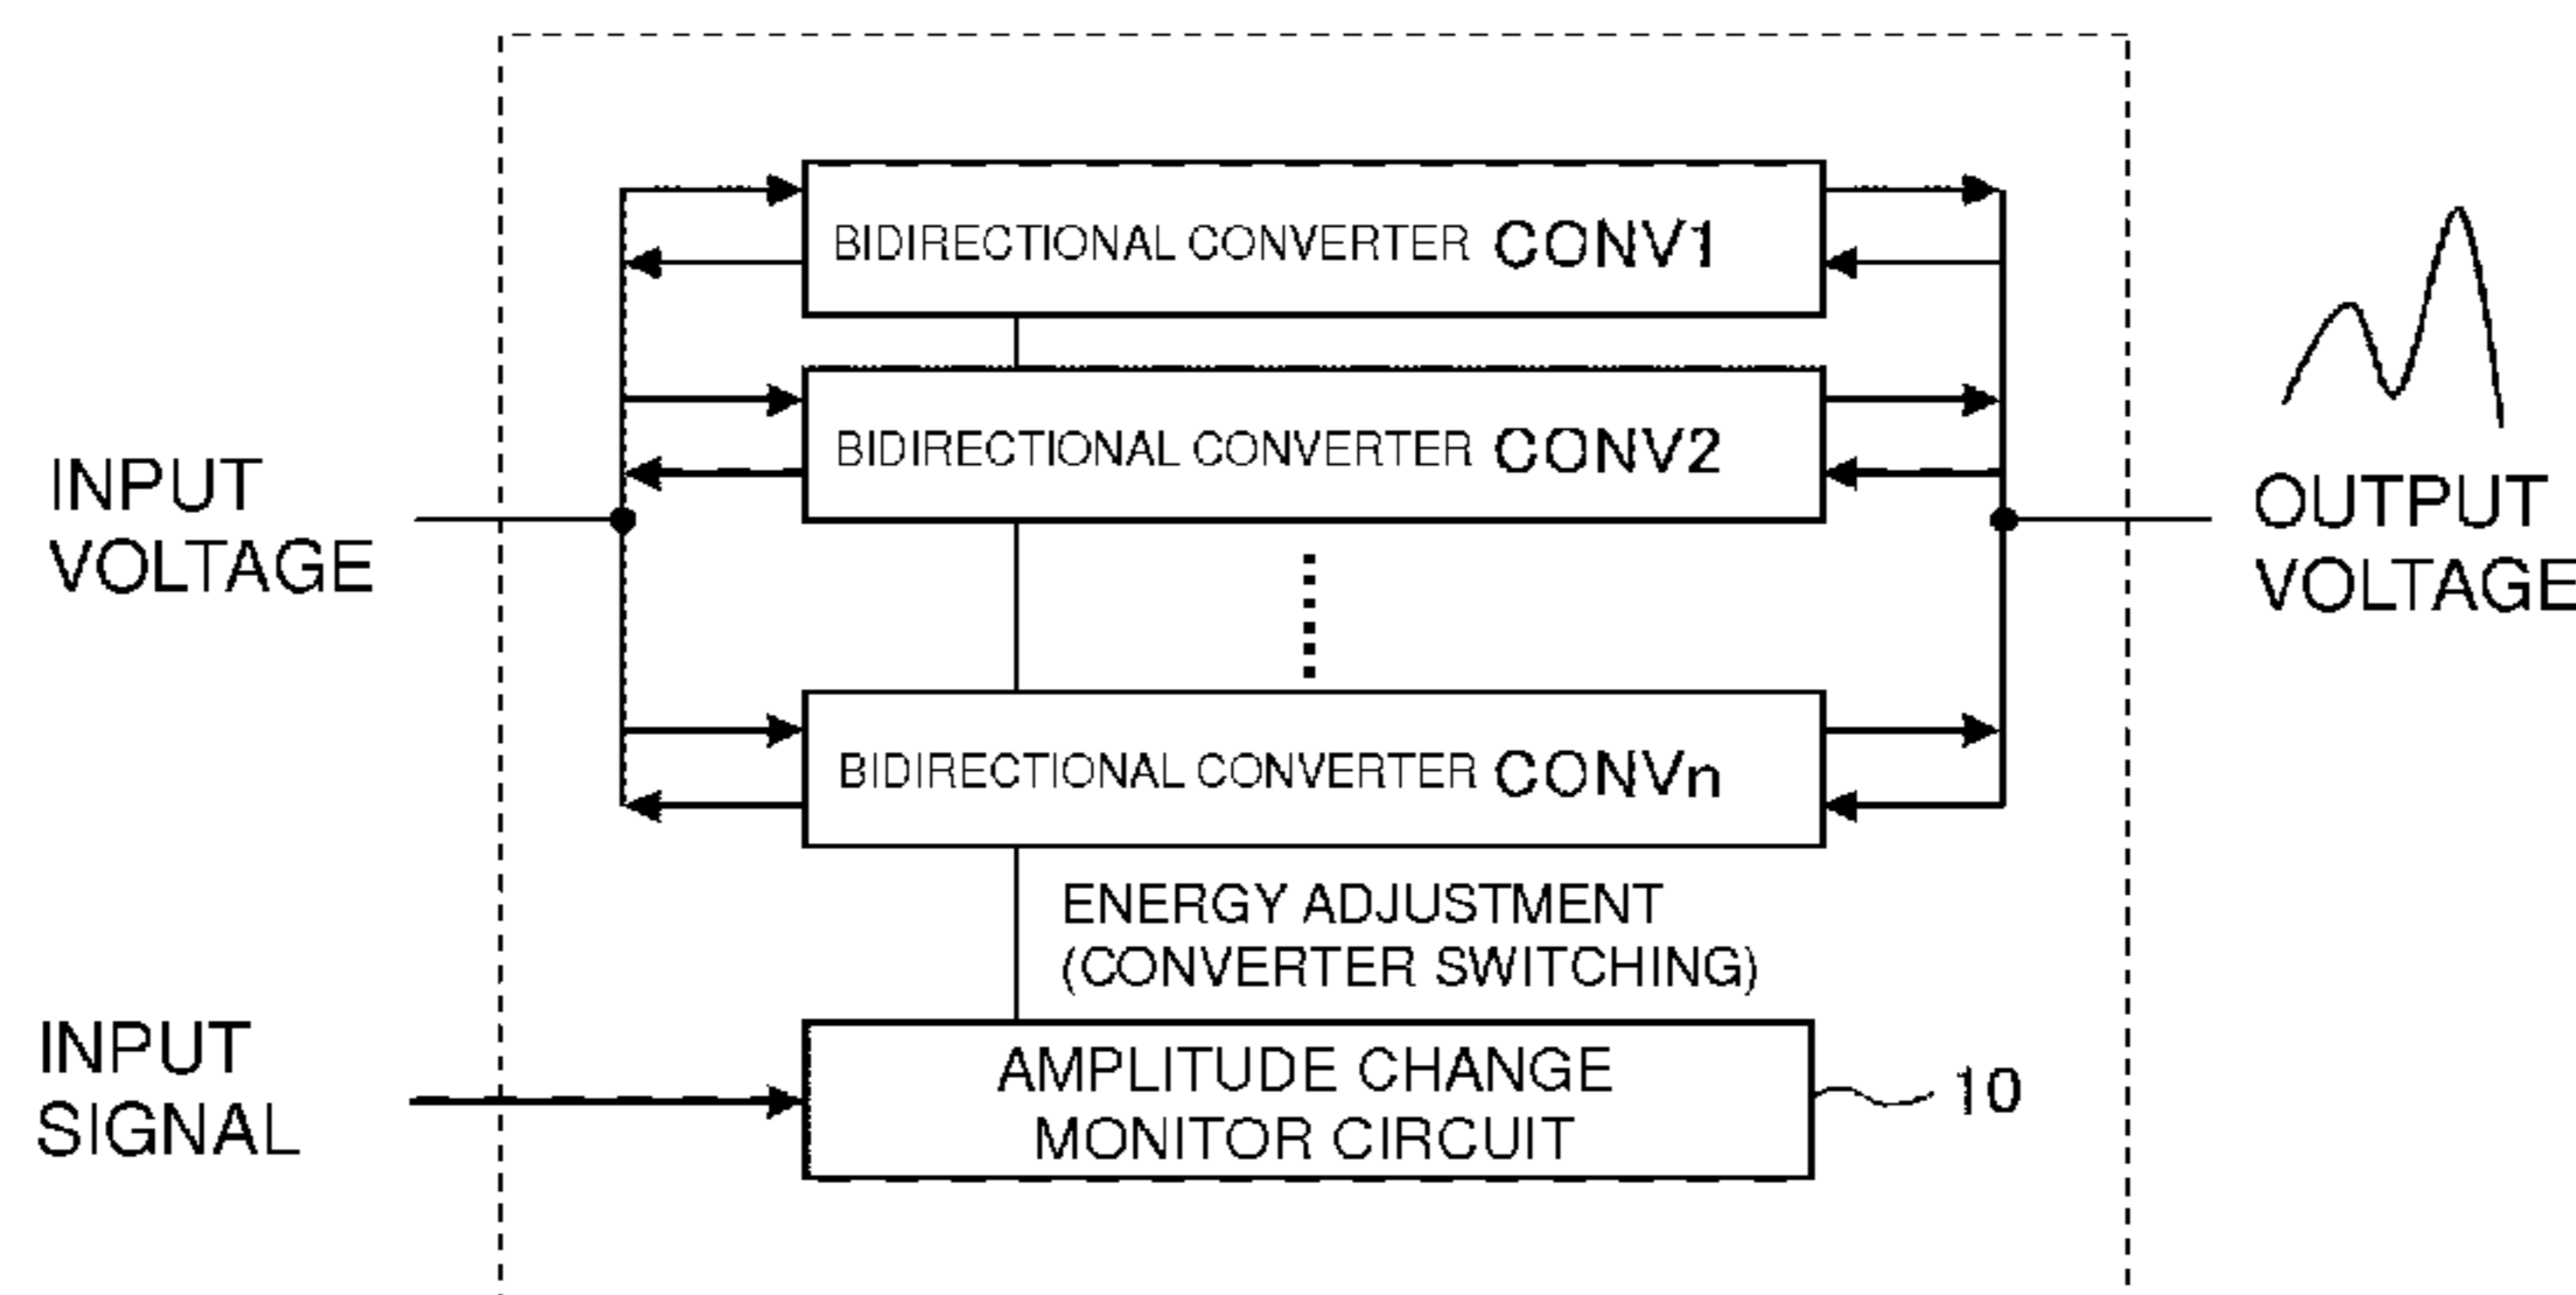 BIDIRECTIONAL CONVERTER CONV1
BIDIRECTIONAL CONVERTER CONV2
INPUT
VOLTAGE
OUTPUT
VOLTAGE
BIDIRECTIONAL CONVERTER CONVn
ENERGY ADJUSTMENT
(CONVERTER SWITCHING)
INPUT
SIGNAL
AMPLITUDE CHANGE
MONITOR CIRCUIT
10